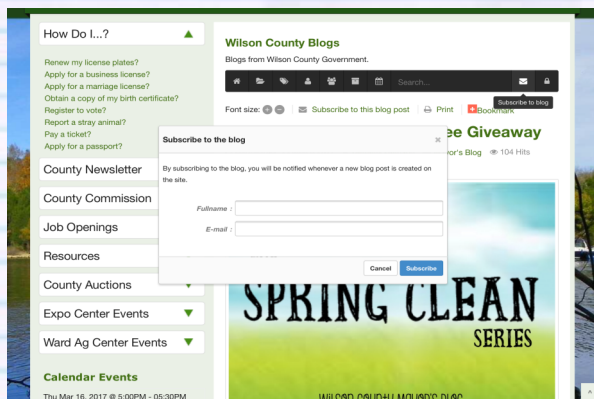 How Do I...?
Renew my license plates?
Apply for a business license?
Apply for a marriage license?
Obtain a copy of my birth certificate?
Register to vote?
Report a stray animal?
Pay a ticket?
Apply for a passport?
County Newsletter
County Commission
Job Openings
Resources
County Auctions
Expo Center Events
Ward Ag Center Events
Calendar Events
Thu Mar 16, 2017 @ 5:00PM - 05:30PM
Wilson County Blogs
Blogs from Wilson County Government.
Search...
Subscribe to blog
Font size: Subscribe to this blog post Print Bookmark
ee Giveaway
yor's Blog 104 Hits
Subscribe to the blog
By subscribing to the blog, you will be notified whenever a new blog post is created on
the site.
Fullname :
E-mail :
Cancel Subscribe
SPRING CLEAN
SERIES
WILSON COUNTY MAYOR'S BLOG